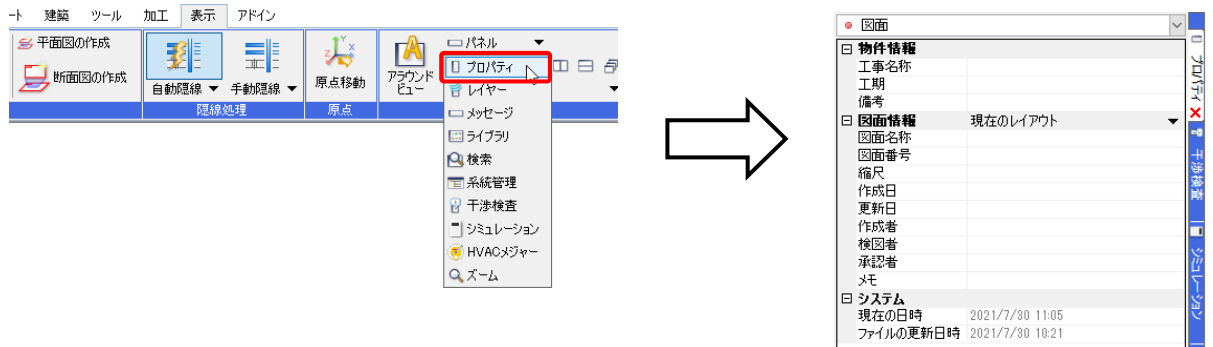 ート 建築 ツール 加工 表示 アドイン
平面図の作成
断面図の作成
自動隠線 手動隠線
隠線処理
原点移動
原点
アラウンド
ビュー
パネル
プロパティ
レイヤー
メッセージ
ライブラリ
検索
系統管理
干渉検査
シミュレーション
HVACメジャー
ズーム
図面
物件情報
工事名称
工期
備考
図面情報 現在のレイアウト
図面名称
図面番号
縮尺
作成日
更新日
作成者
検図者
承認者
メモ
システム
現在の日時 2021/7/30 11:05
ファイルの更新日時 2021/7/30 10:21
プロパティ
干渉検査
シミュレーション